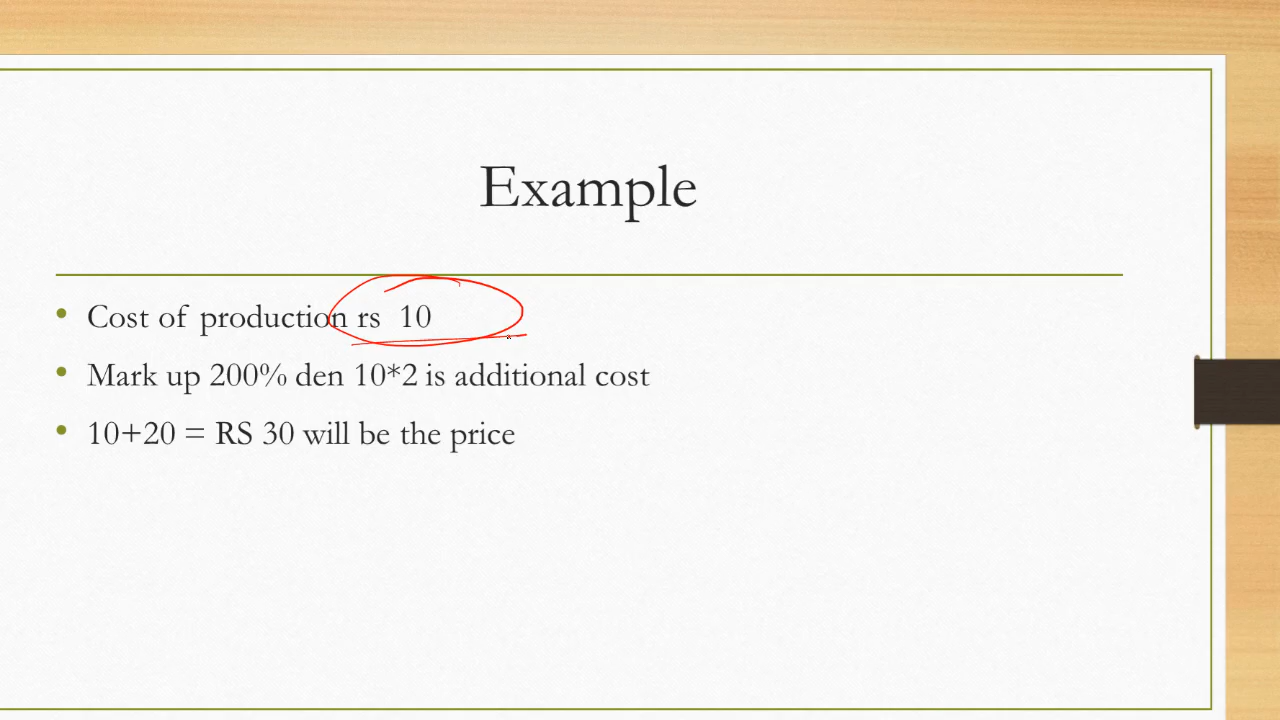 Example
• Cost of production rs 10
• Mark up 200% den 10*2 is additional cost
• 10+20 = RS 30 will be the price